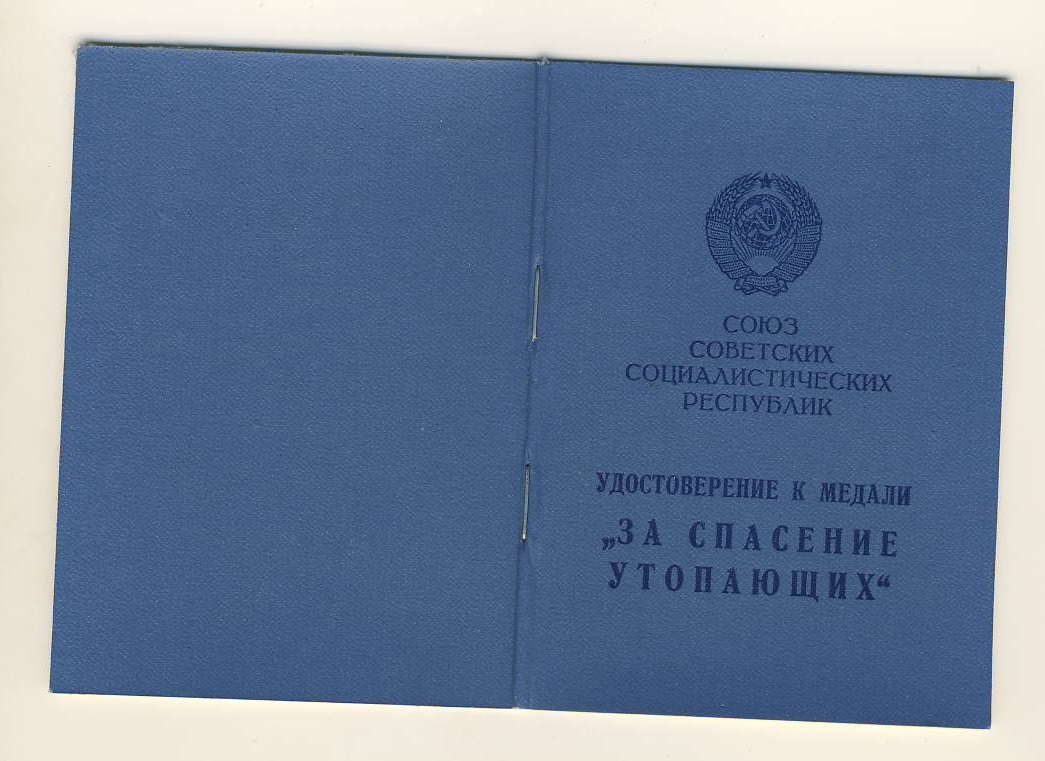 СОЮЗ
СОВЕТСКИХ
СОЦИАЛИСТИЧЕСКИХ
РЕСПУБЛИК
УДОСТОВЕРЕНИЕ К МЕДАЛИ
„ЗА СПАСЕНИЕ
УТОПАЮЩИХ“